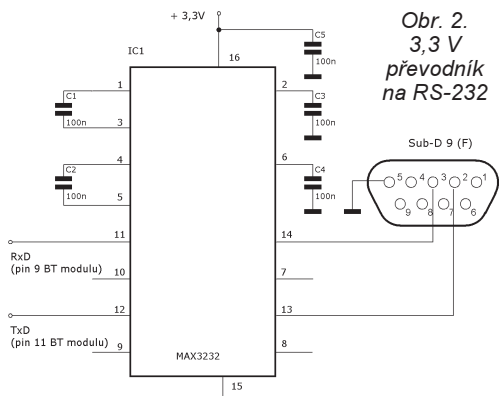 + 3,3V
Obr. 2.
3,3 V
převodník
na RS-232
IC1
16
C5
100n
1
C1
100n
3
2
C3
100n
4
C2
100n
5
6
C4
100n
Sub-D 9 (F)
5 4 3 2 1
9 8 7 6
11
14
RxD
(pin 9 BT modulu)
10
7
12
13
TxD
(pin 11 BT modulu)
9
8
MAX3232
15